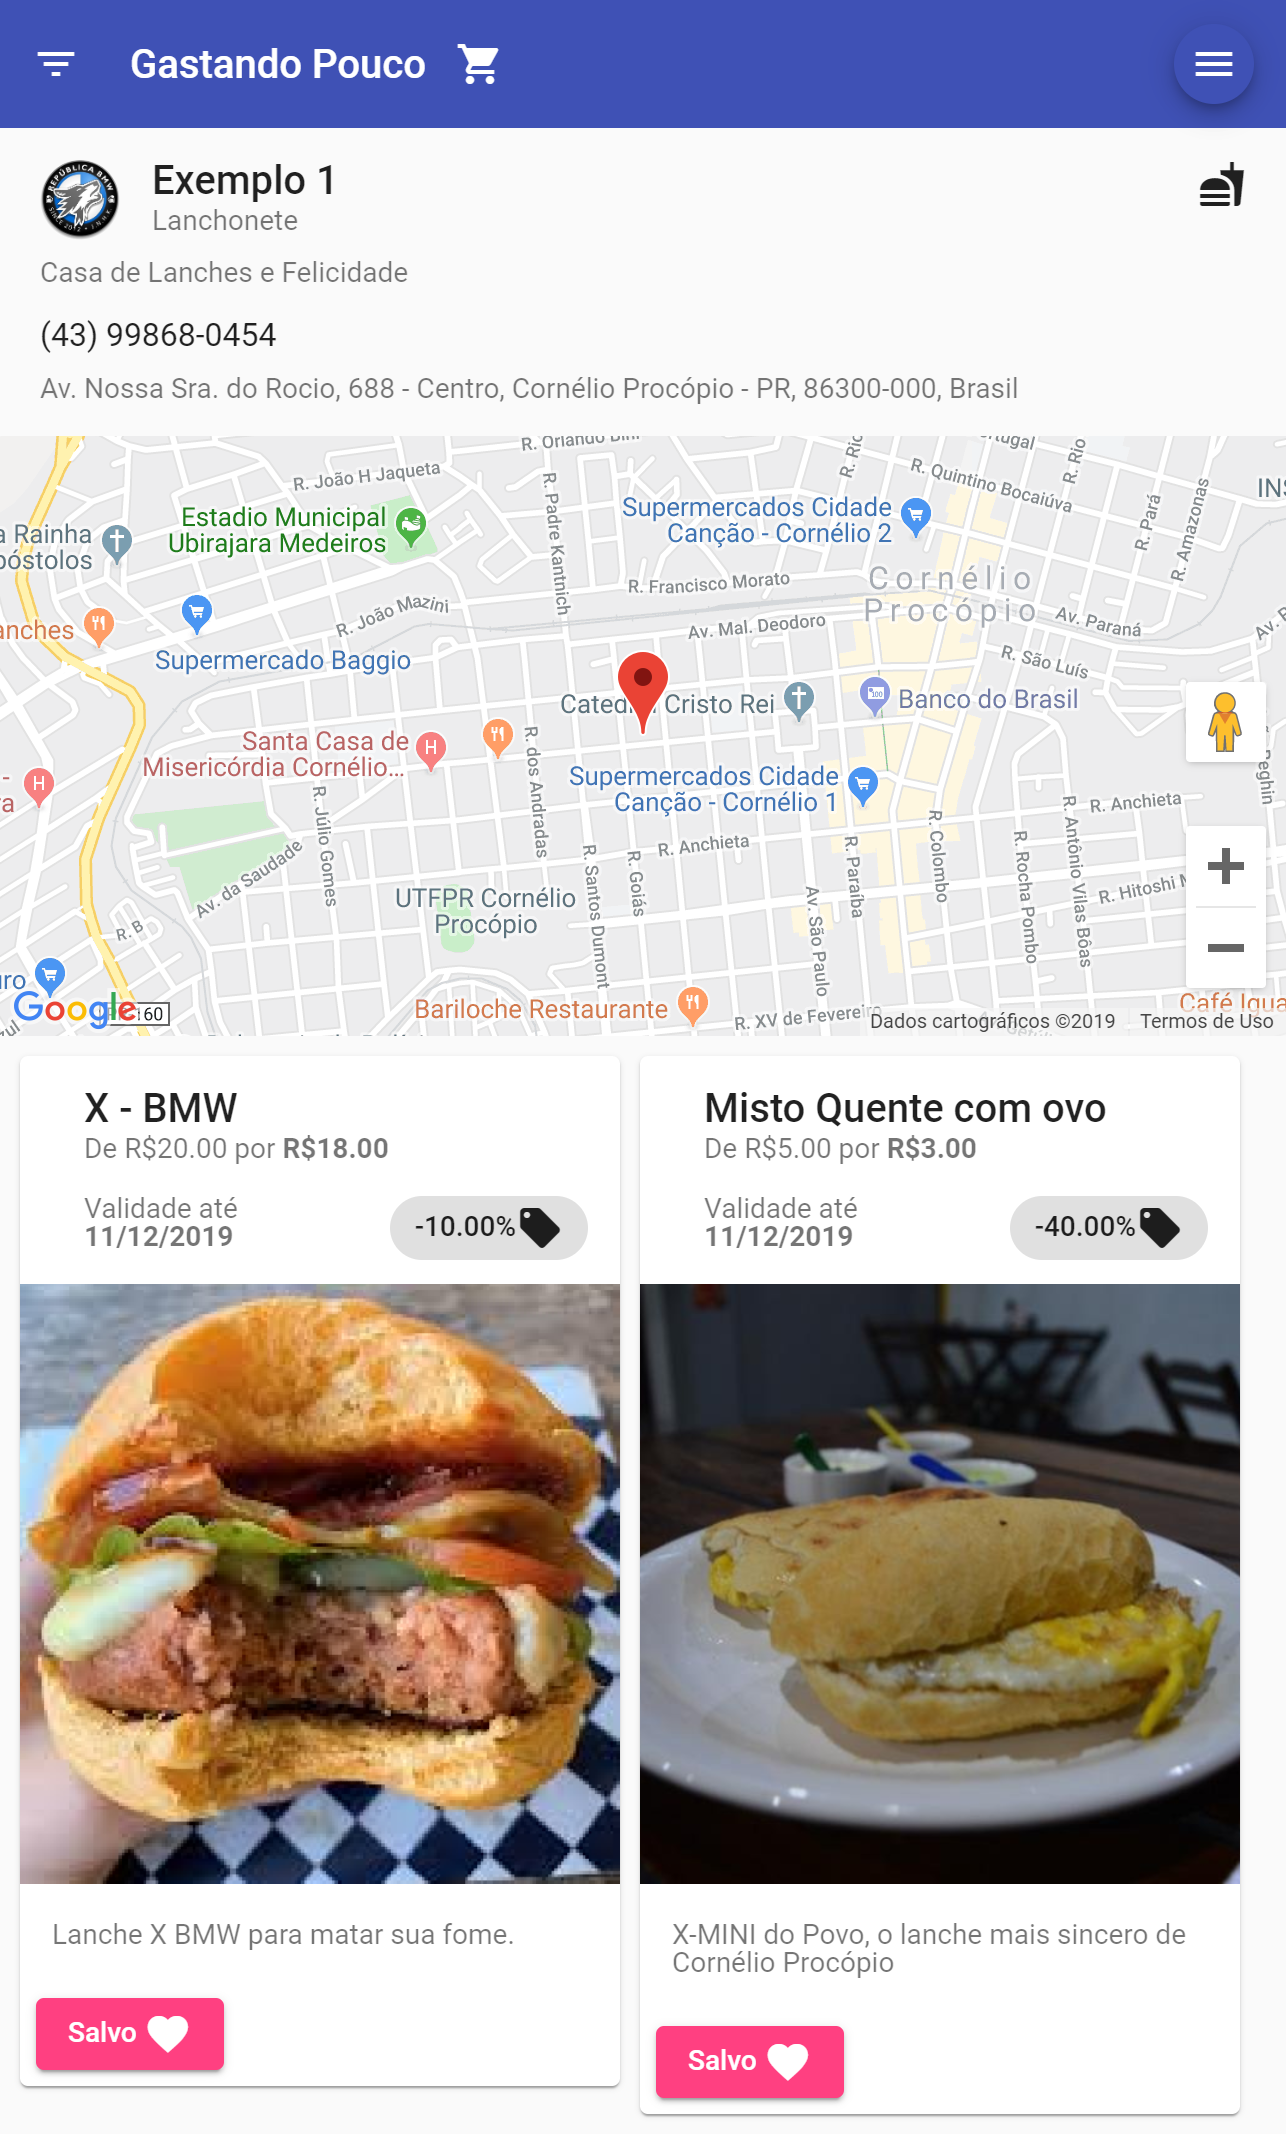 Gastando Pouco
REPÚBLICA BMW
Exemplo 1
Lanchonete
Casa de Lanches e Felicidade
(43) 99868-0454
Av. Nossa Sra. do Rocio, 688 - Centro, Cornélio Procópio - PR, 86300-000, Brasil
R. João H Jaqueta
R. Padre Kantnich
R. Quintino Bocaiúva
R. Rio
R. Pará
R. Amazonas
Rainha
Estadio Municipal
Ubirajara Medeiros
Supermercados Cidade
Canção - Cornélio 2
R. Francisco Morato
Cornélio
Procópio
R. João Mazini
Av. Mal. Deodoro
Av. Paraná
Supermercado Baggio
R. São Luís
Cristo Rei
Banco do Brasil
Santa Casa de
Misericórdia Cornélio...
R. dos Andradas
Supermercados Cidade
Canção - Cornélio 1
R. Júlio Gomes
R. Anchieta
R. Anchieta
Av. da Saudade
R. Santos Dumont
R. Goiás
R. Paraíba
R. Colombo
R. Rocha Pombo
R. Antônio Vilas Bôas
R. Hitoshi
UTFPR Cornélio
Procópio
Av. São Paulo
R. B
Google
160
Bariloche Restaurante
R. XV de Fevereiro
Café
Dados cartográficos ©2019
Termos de Uso
X - BMW
De R$20.00 por R$18.00
Validade até
11/12/2019
-10.00%
Lanche X BMW para matar sua fome.
Salvo
Misto Quente com ovo
De R$5.00 por R$3.00
Validade até
11/12/2019
-40.00%
X-MINI do Povo, o lanche mais sincero de
Cornélio Procópio
Salvo